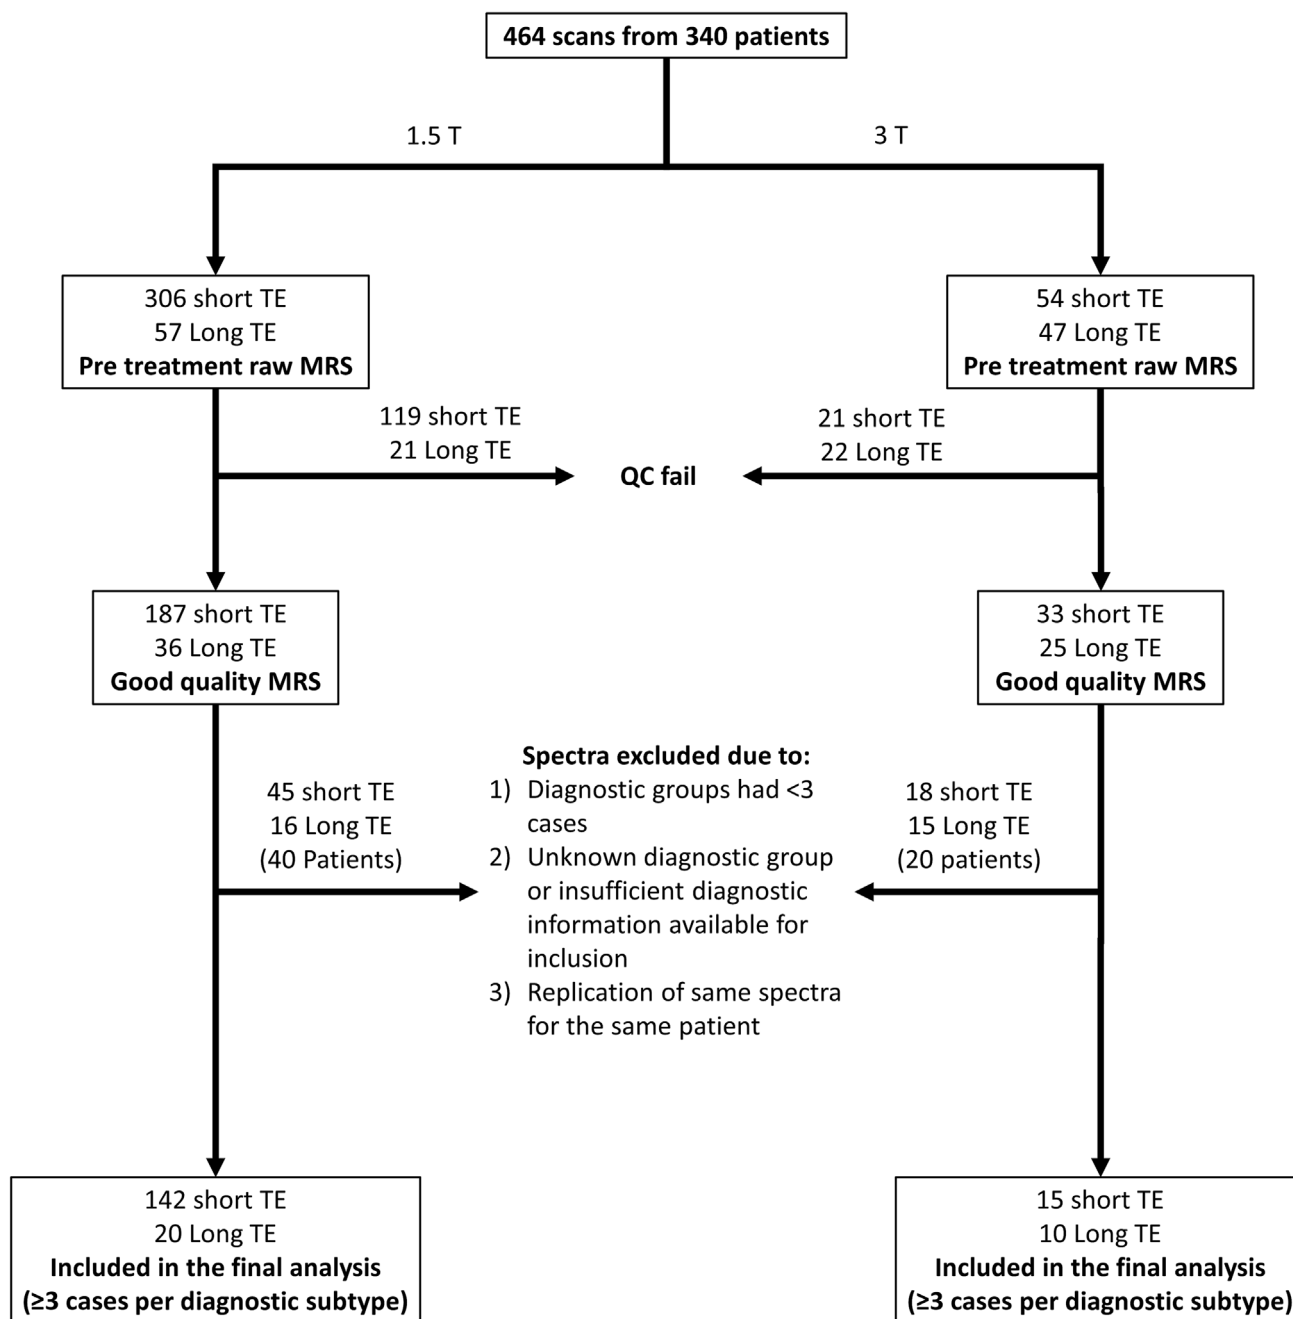 464 scans from 340 patients
1.5 T
3 T
306 short TE
57 Long TE
Pre treatment raw MRS
54 short TE
47 Long TE
Pre treatment raw MRS
119 short TE
21 Long TE
21 short TE
22 Long TE
QC fail
187 short TE
36 Long TE
Good quality MRS
33 short TE
25 Long TE
Good quality MRS
45 short TE
16 Long TE
(40 Patients)
Spectra excluded due to:
1) Diagnostic groups had <3
cases
2) Unknown diagnostic group
or insufficient diagnostic
information available for
inclusion
3) Replication of same spectra
for the same patient
18 short TE
15 Long TE
(20 patients)
142 short TE
20 Long TE
Included in the final analysis
(≥3 cases per diagnostic subtype)
15 short TE
10 Long TE
Included in the final analysis
(≥3 cases per diagnostic subtype)